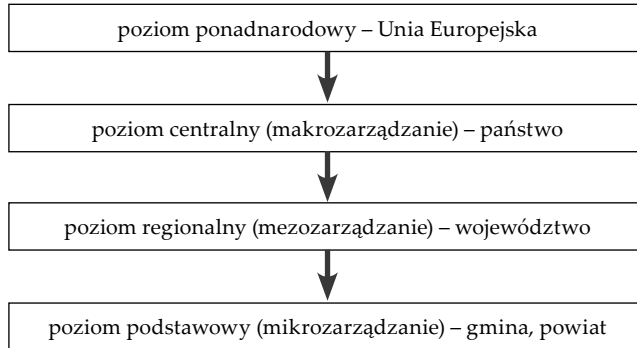 poziom ponadnarodowy – Unia Europejska
poziom centralny (makrozarządzanie) – państwo
poziom regionalny (mezozarządzanie) – województwo
poziom podstawowy (mikrozarządzanie) – gmina, powiat